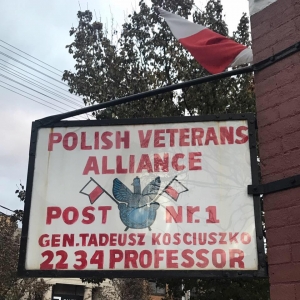 POLISH VETERANS
ALLIANCE
POST Nr.1
GEN.TADEUSZ KOSCIUSZKO
2234 PROFESSOR